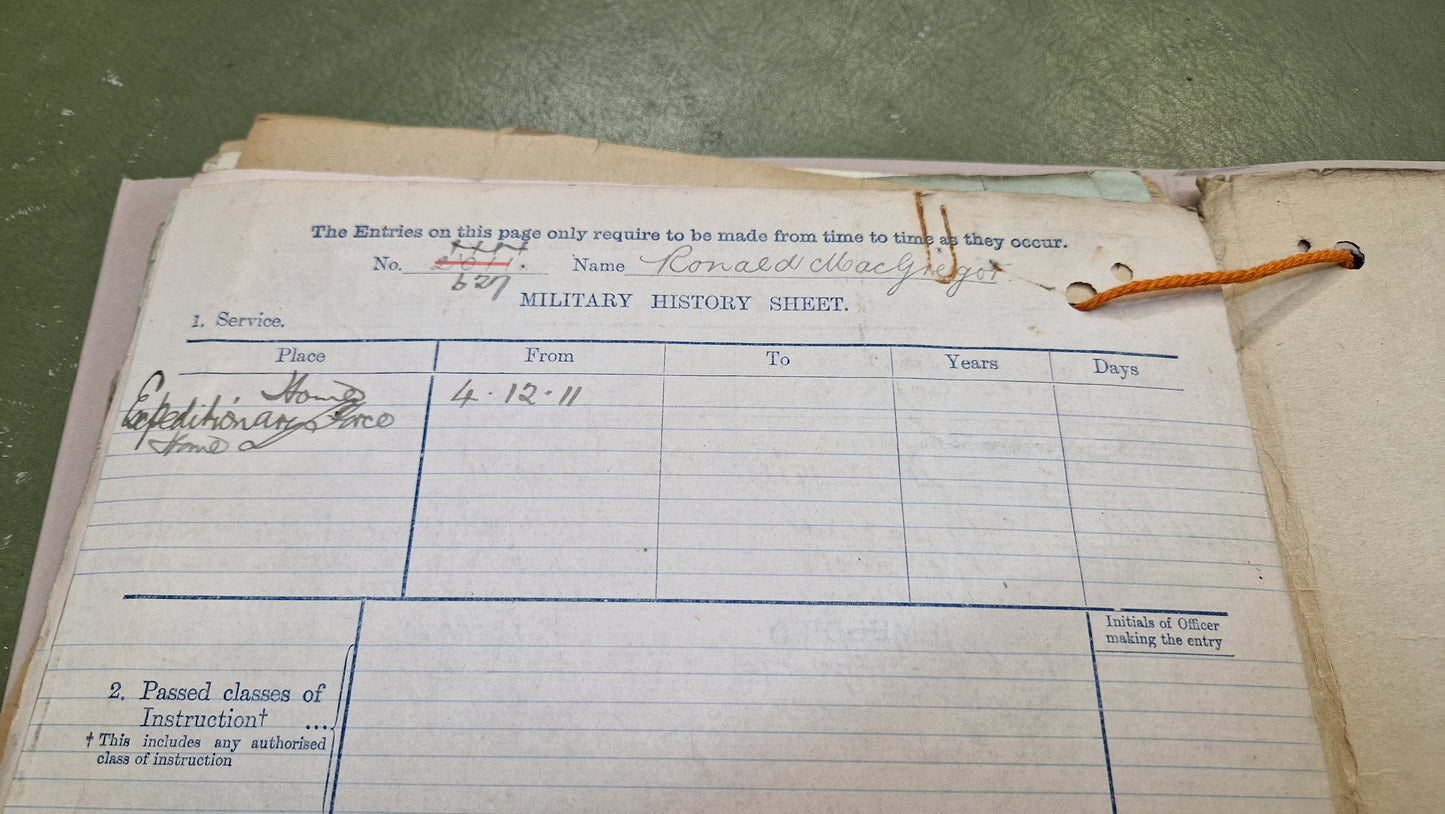 The Entries on this page only require to be made from time to time as they occur.
No. 2811. Name Ronald MacGregor
627
MILITARY HISTORY SHEET.
1. Service.
Place From To Years Days
Home 4.12.11
Expeditionary Force
Home
Initials of Officer
making the entry
2. Passed classes of
Instruction† ...
† This includes any authorised
class of instruction